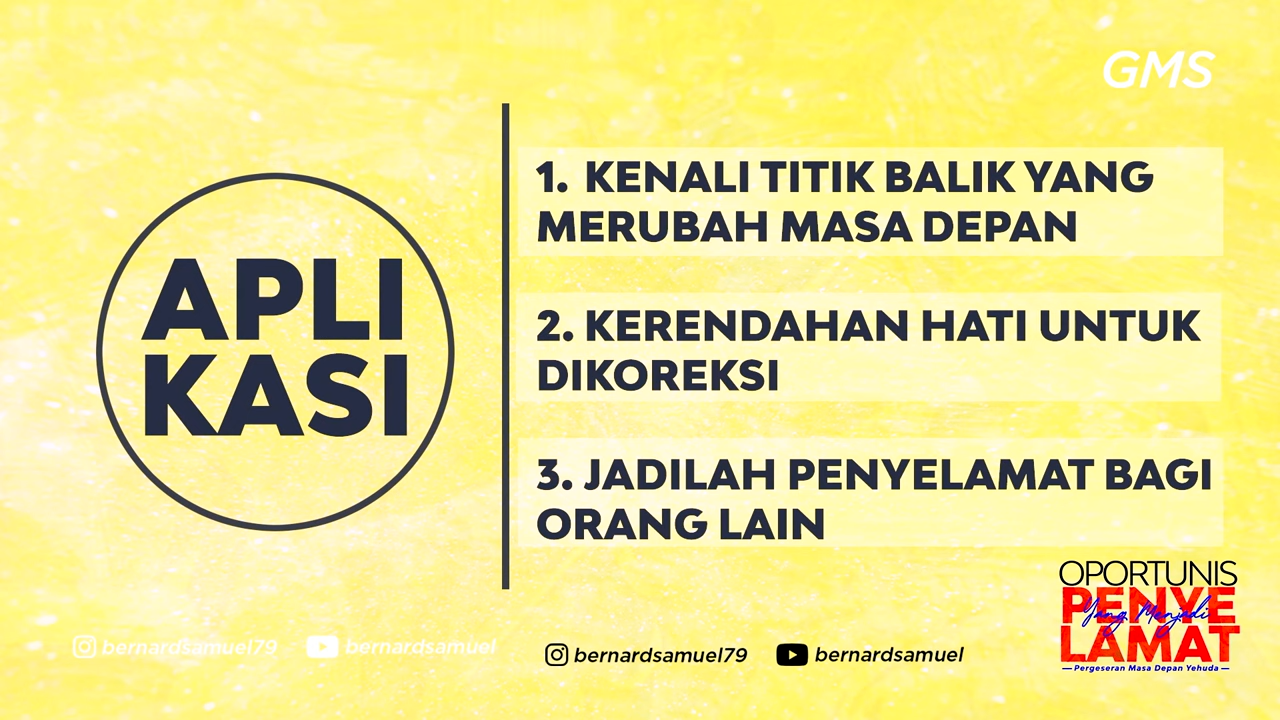 GMS
APLI
KASI
1. KENALI TITIK BALIK YANG
MERUBAH MASA DEPAN
2. KERENDAHAN HATI UNTUK
DIKOREKSI
3. JADILAH PENYELAMAT BAGI
ORANG LAIN
OPORTUNIS
Yang Menjadi
PENYE
LAMAT
— Pergeseran Masa Depan Yehuda —
bernardsamuel79 bernardsamuel
bernardsamuel79 bernardsamuel